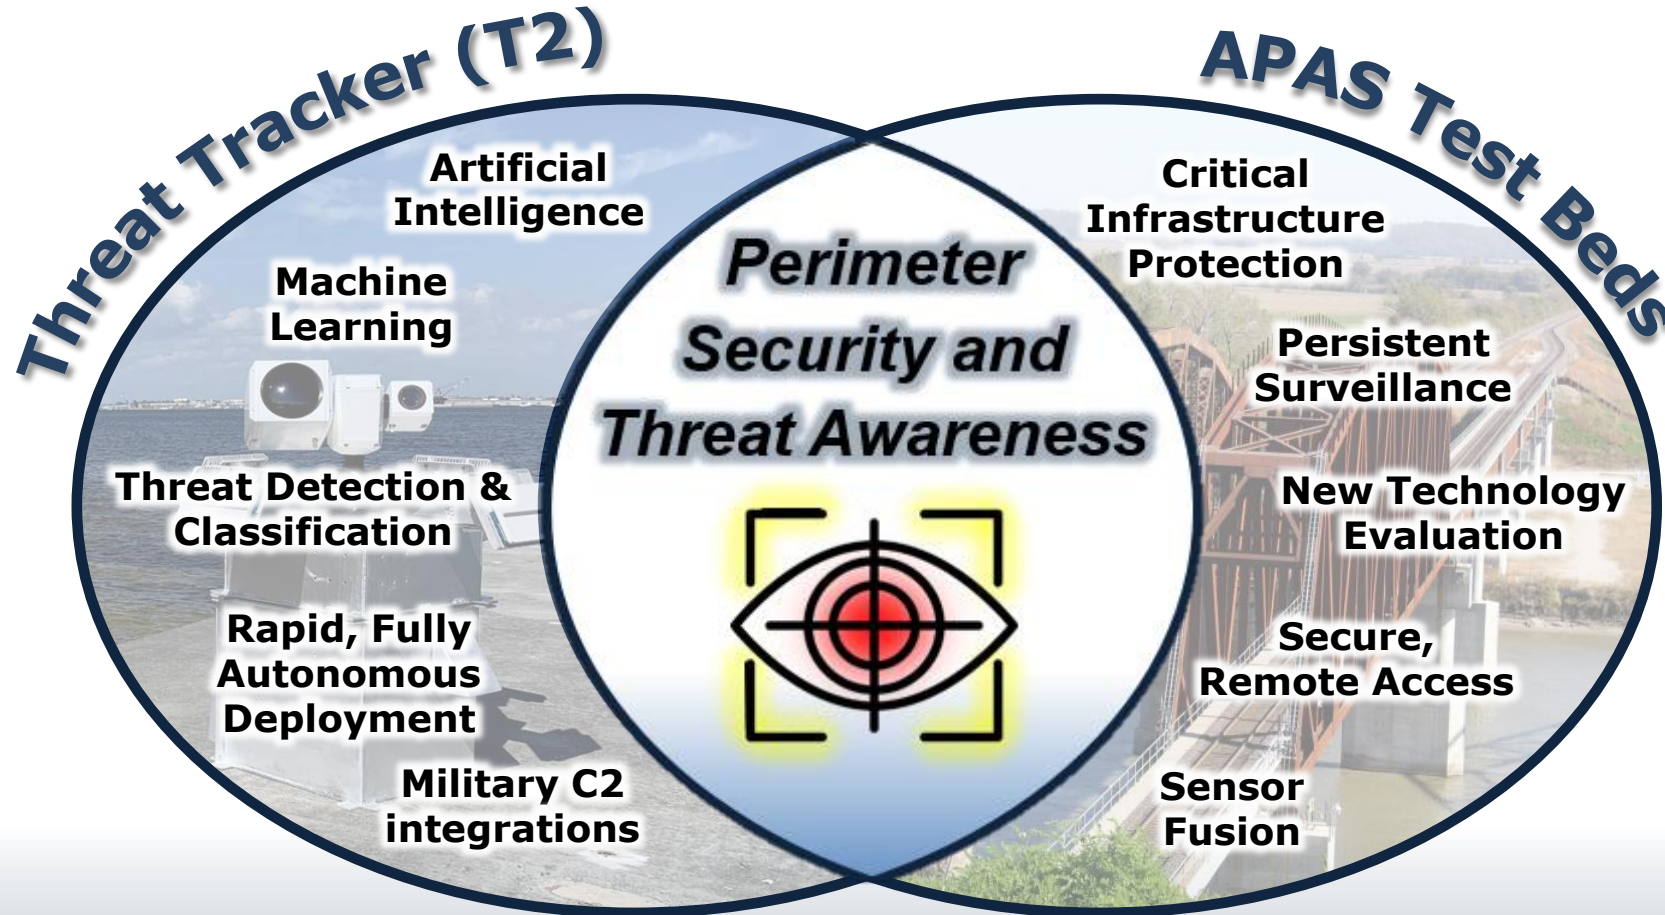 Threat Tracker (T2)
APAS Test Beds
Artificial
Intelligence
Machine
Learning
Threat Detection &
Classification
Rapid, Fully
Autonomous
Deployment
Military C2
integrations
Perimeter
Security and
Threat Awareness
Critical
Infrastructure
Protection
Persistent
Surveillance
New Technology
Evaluation
Secure,
Remote Access
Sensor
Fusion